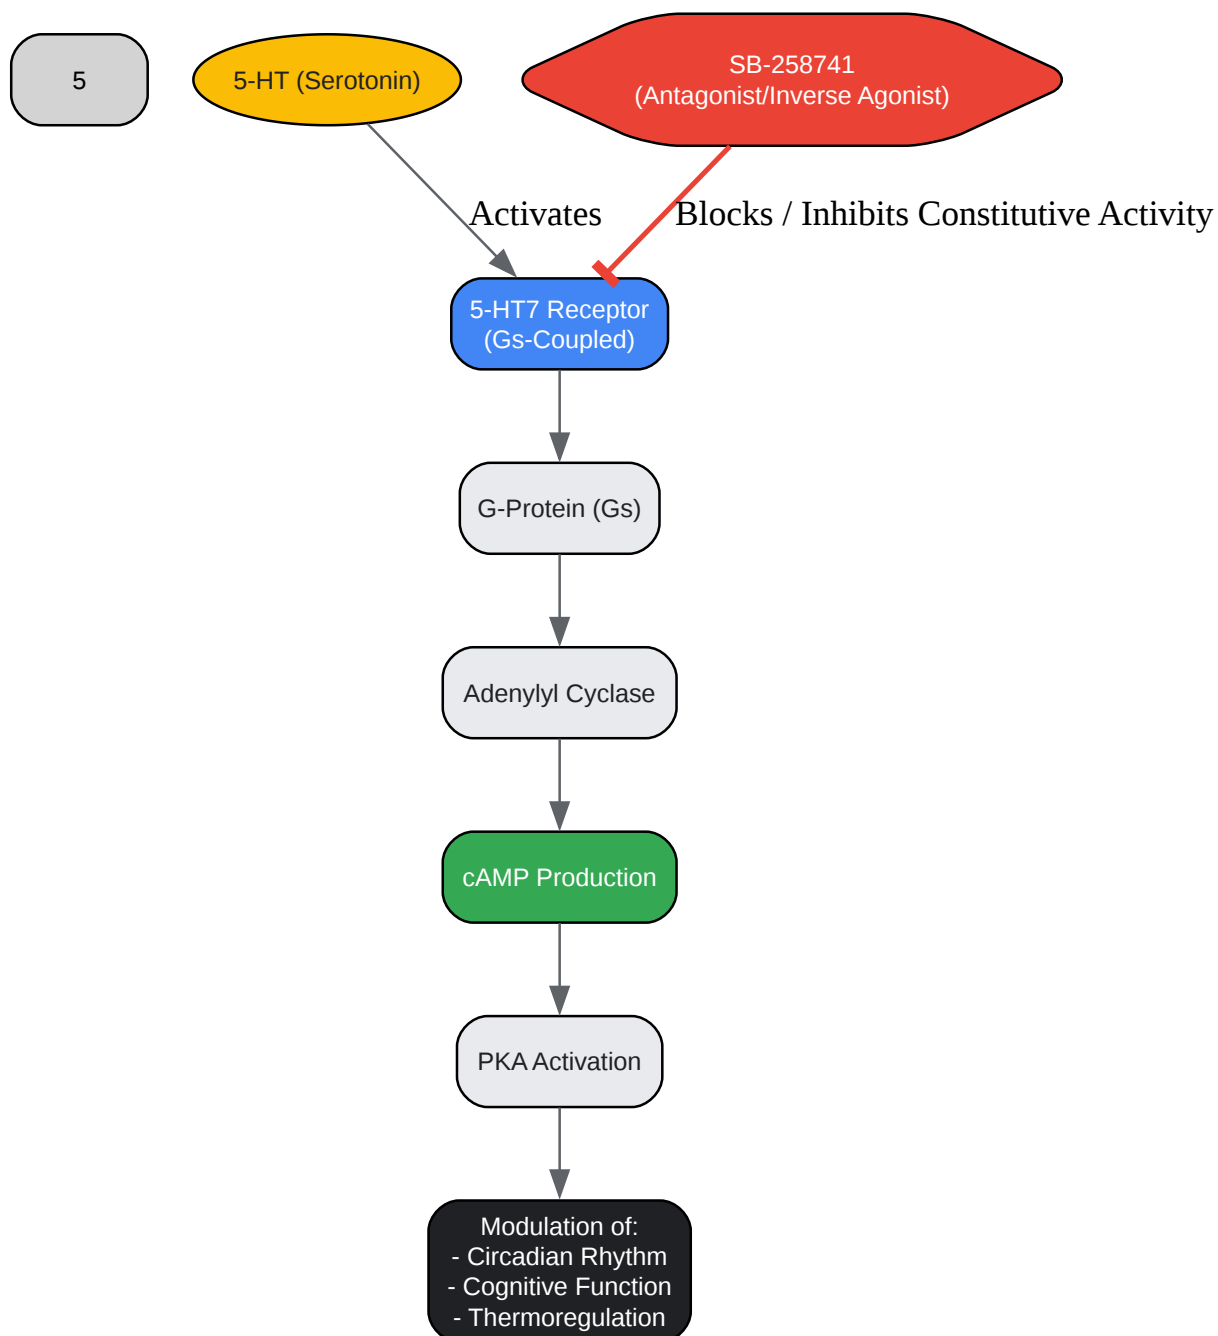 5
5-HT (Serotonin)
SB-258741
(Antagonist/Inverse Agonist)
Activates
Blocks / Inhibits Constitutive Activity
5-HT7 Receptor
(Gs-Coupled)
G-Protein (Gs)
Adenylyl Cyclase
cAMP Production
PKA Activation
Modulation of:
- Circadian Rhythm
- Cognitive Function
- Thermoregulation